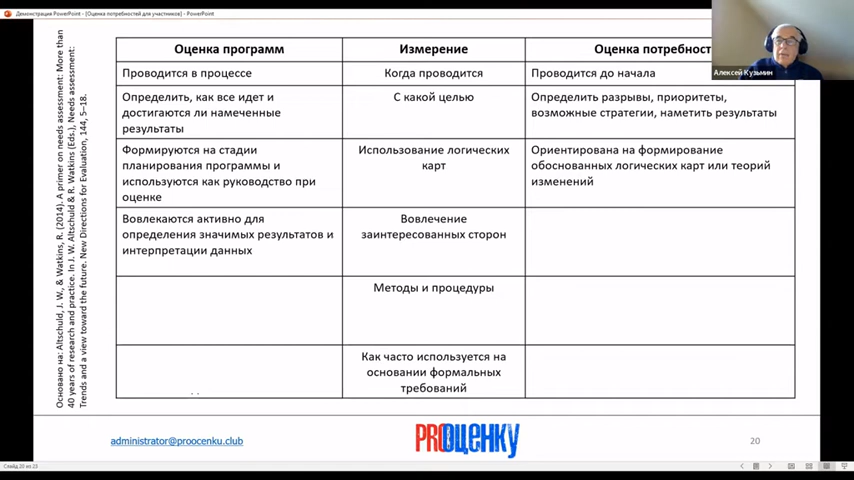 Демонстрация PowerPoint - [Оценка потребностей для участников] - PowerPoint
Алексей Кузьмин
Основано на: Altschuld, J. W., & Watkins, R. (2014). A primer on needs assessment: More than
40 years of research and practice. In J. W. Altschuld & R. Watkins (Eds.), Needs assessment:
Trends and a view toward the future. New Directions for Evaluation, 144, 5–18.
Оценка программ
Измерение
Оценка потребност
Проводится в процессе
Когда проводится
Проводится до начала
Определить, как все идет и
достигаются ли намеченные
результаты
С какой целью
Определить разрывы, приоритеты,
возможные стратегии, наметить результаты
Формируются на стадии
планирования программы и
используются как руководство при
оценке
Использование логических
карт
Ориентирована на формирование
обоснованных логических карт или теорий
изменений
Вовлекаются активно для
определения значимых результатов и
интерпретации данных
Вовлечение
заинтересованных сторон
Методы и процедуры
Как часто используется на
основании формальных
требований
administrator@proocenku.club
PROОЦЕНКУ
20
Слайд 20 из 23